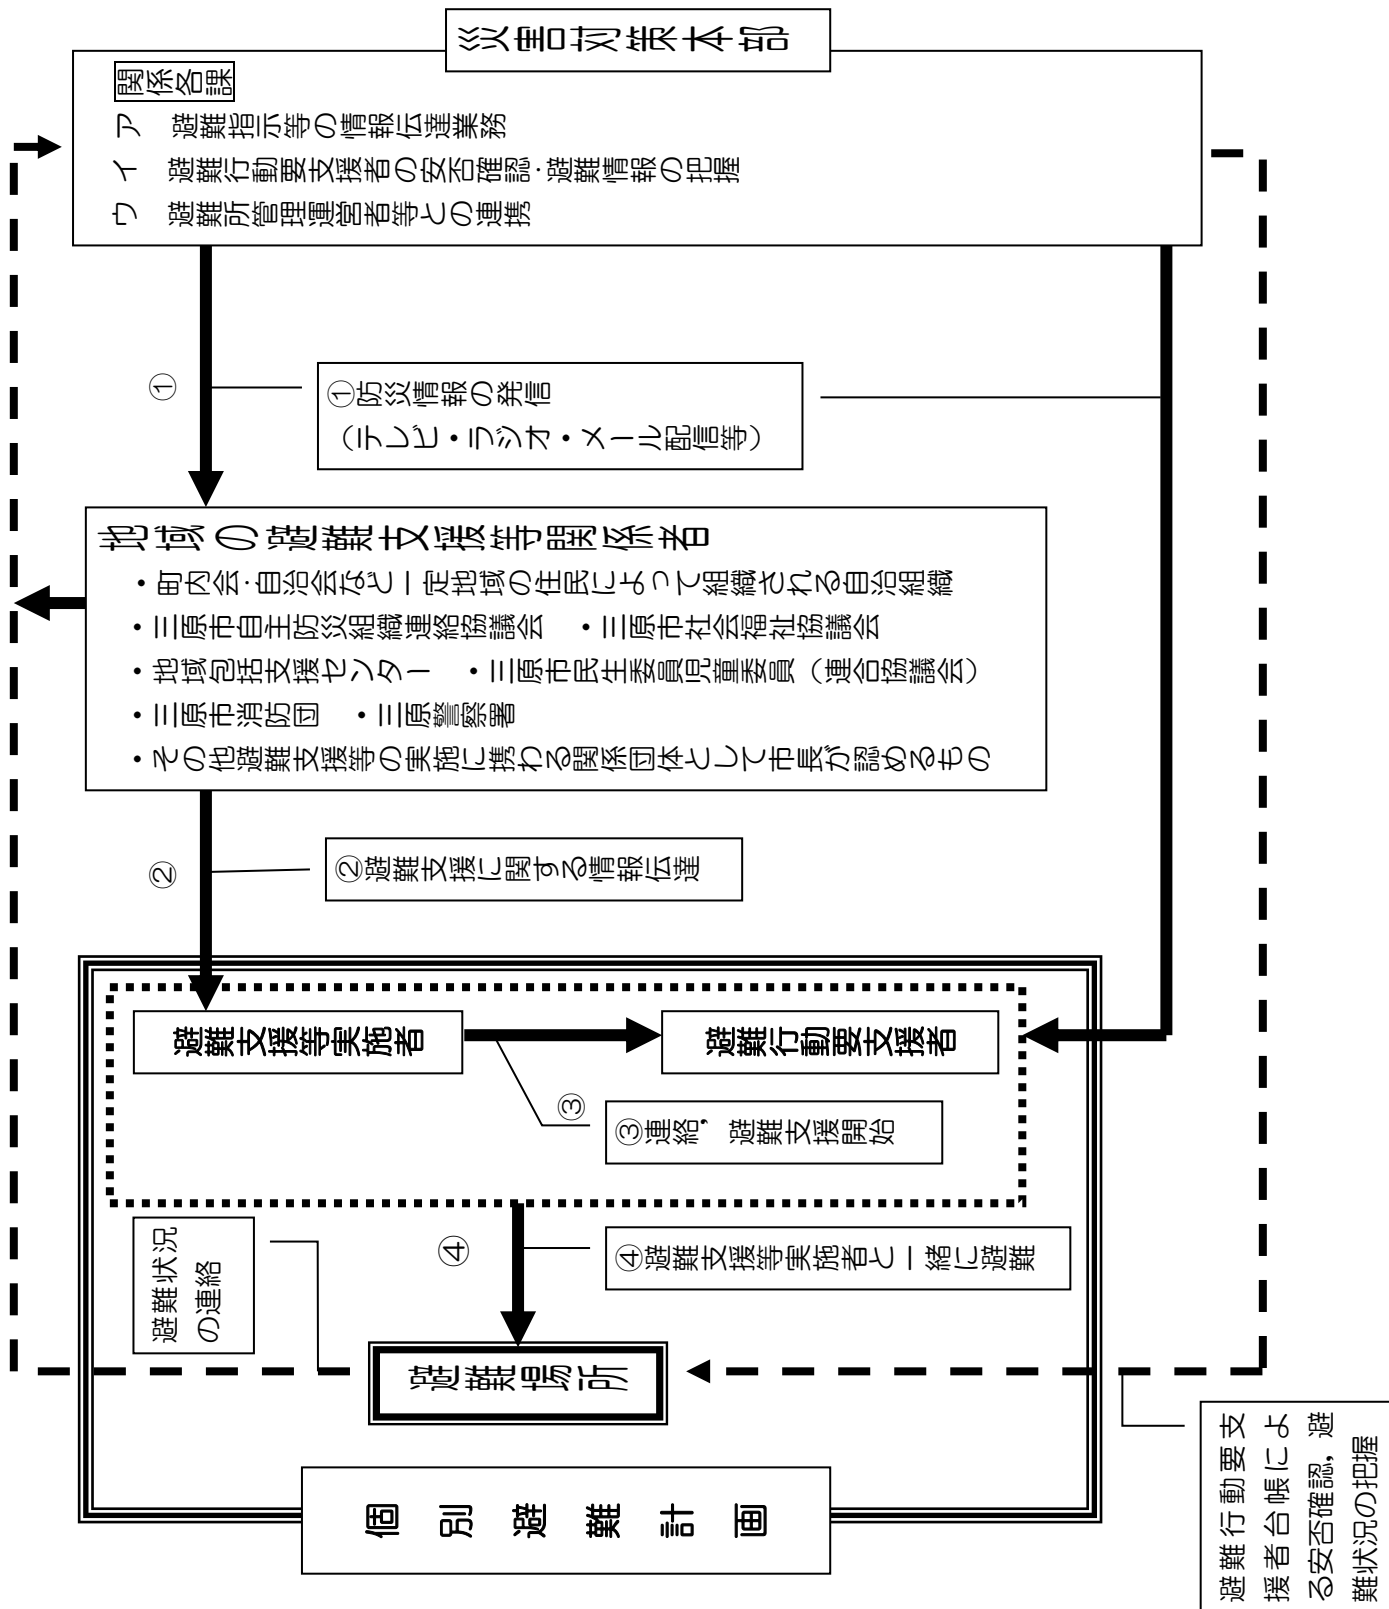 災害対策本部
関係各課
ア　避難指示等の情報伝達業務
イ　避難行動要支援者の安否確認・避難情報の把握
ウ　避難所管理運営者等との連携
①
①防災情報の発信
（テレビ・ラジオ・メール配信等）
地域の避難支援等関係者
・町内会・自治会など一定地域の住民によって組織される自治組織
・三原市自主防災組織連絡協議会　・三原市社会福祉協議会
・地域包括支援センター　・三原市民生委員児童委員（連合協議会）
・三原市消防団　・三原警察署
・その他避難支援等の実施に携わる関係団体として市長が認めるもの
②
②避難支援に関する情報伝達
避難支援等実施者
避難行動要支援者
③
③連絡，避難支援開始
避難状況
の連絡
④
④避難支援等実施者と一緒に避難
避難場所
個別避難計画
避難行動要支
援者台帳によ
る安否確認，避
難状況の把握